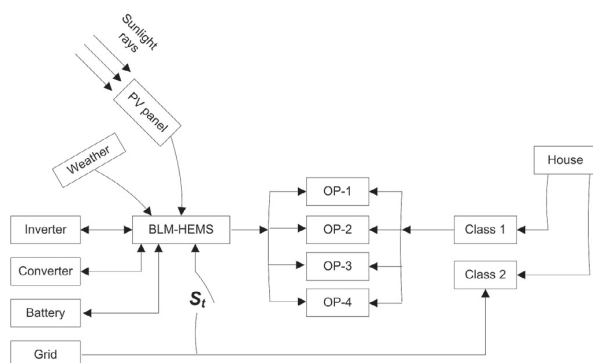 Sunlight
rays
PV panel
Weather
House
OP-1
Inverter
BLM-HEMS
OP-2
Class 1
Converter
OP-3
Class 2
Battery
St
OP-4
Grid